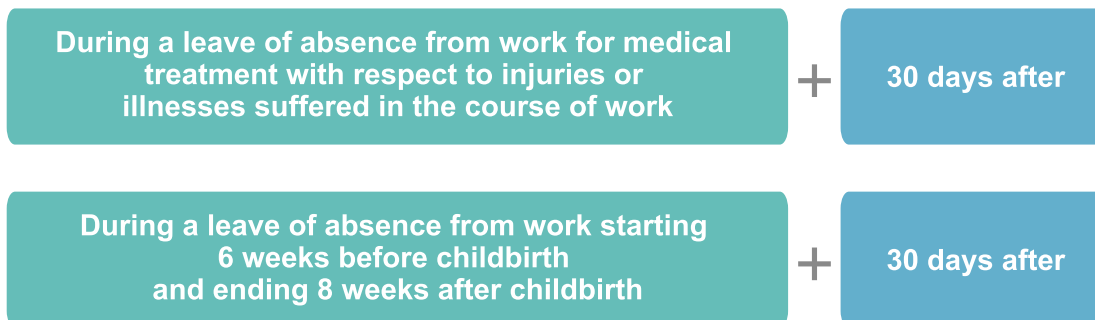 During a leave of absence from work for medical
treatment with respect to injuries or
illnesses suffered in the course of work
+
30 days after
During a leave of absence from work starting
6 weeks before childbirth
and ending 8 weeks after childbirth
+
30 days after